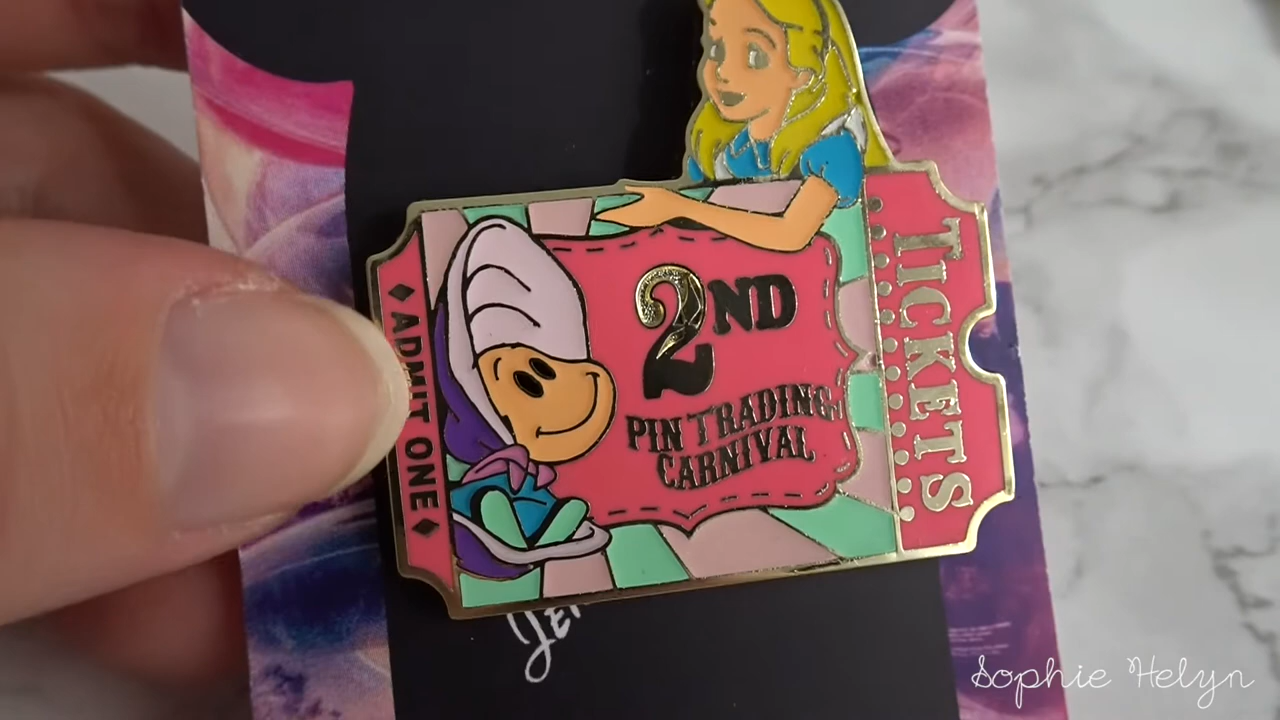 ♦ ADMIT ONE ♦
2ND
PIN TRADING
CARNIVAL
TICKETS
Sophie Helyn